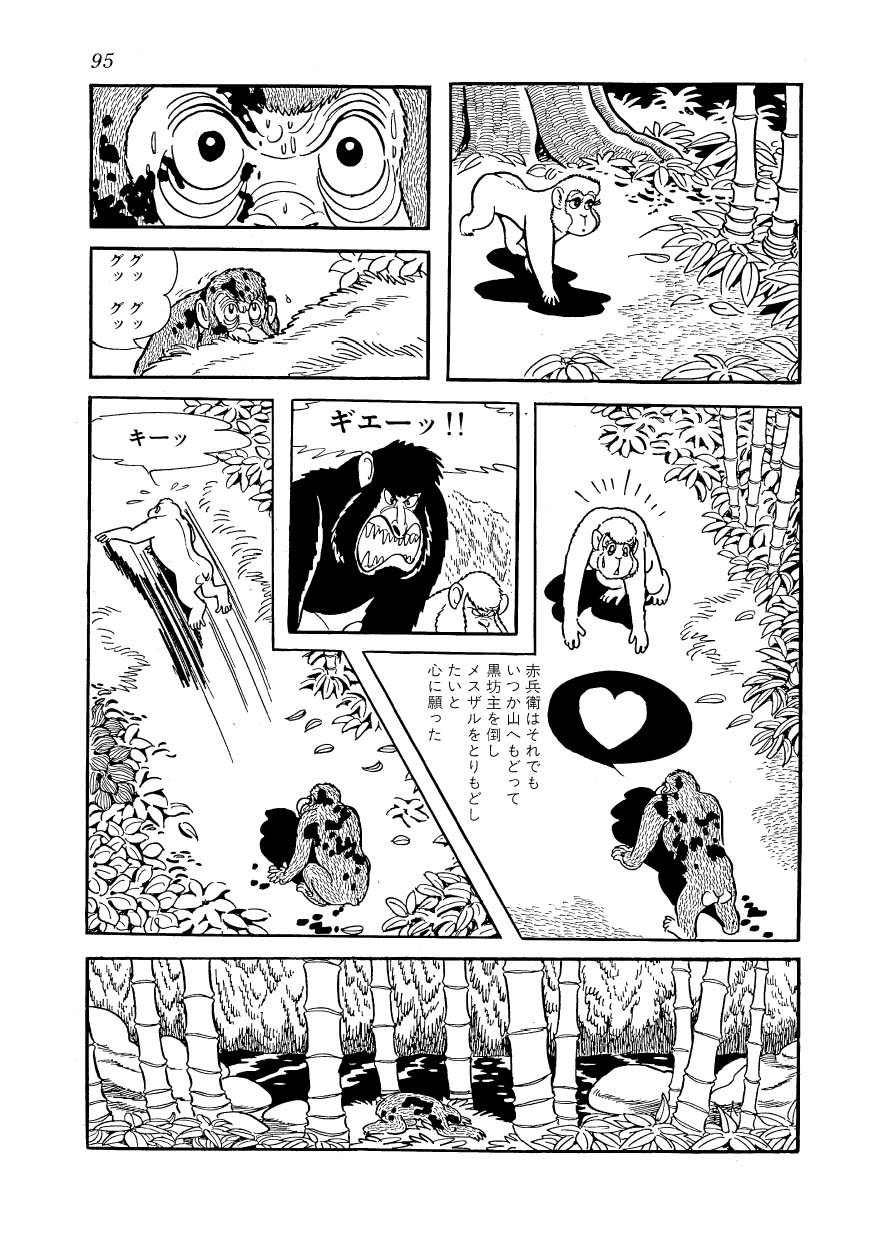 95
グッグッ
グッグッ
赤兵衛はそれでも
いつか山へもどって
黒坊主を倒し
メスザルをとりもどし
たいと
心に願った
ギエーッ!!
キーッ